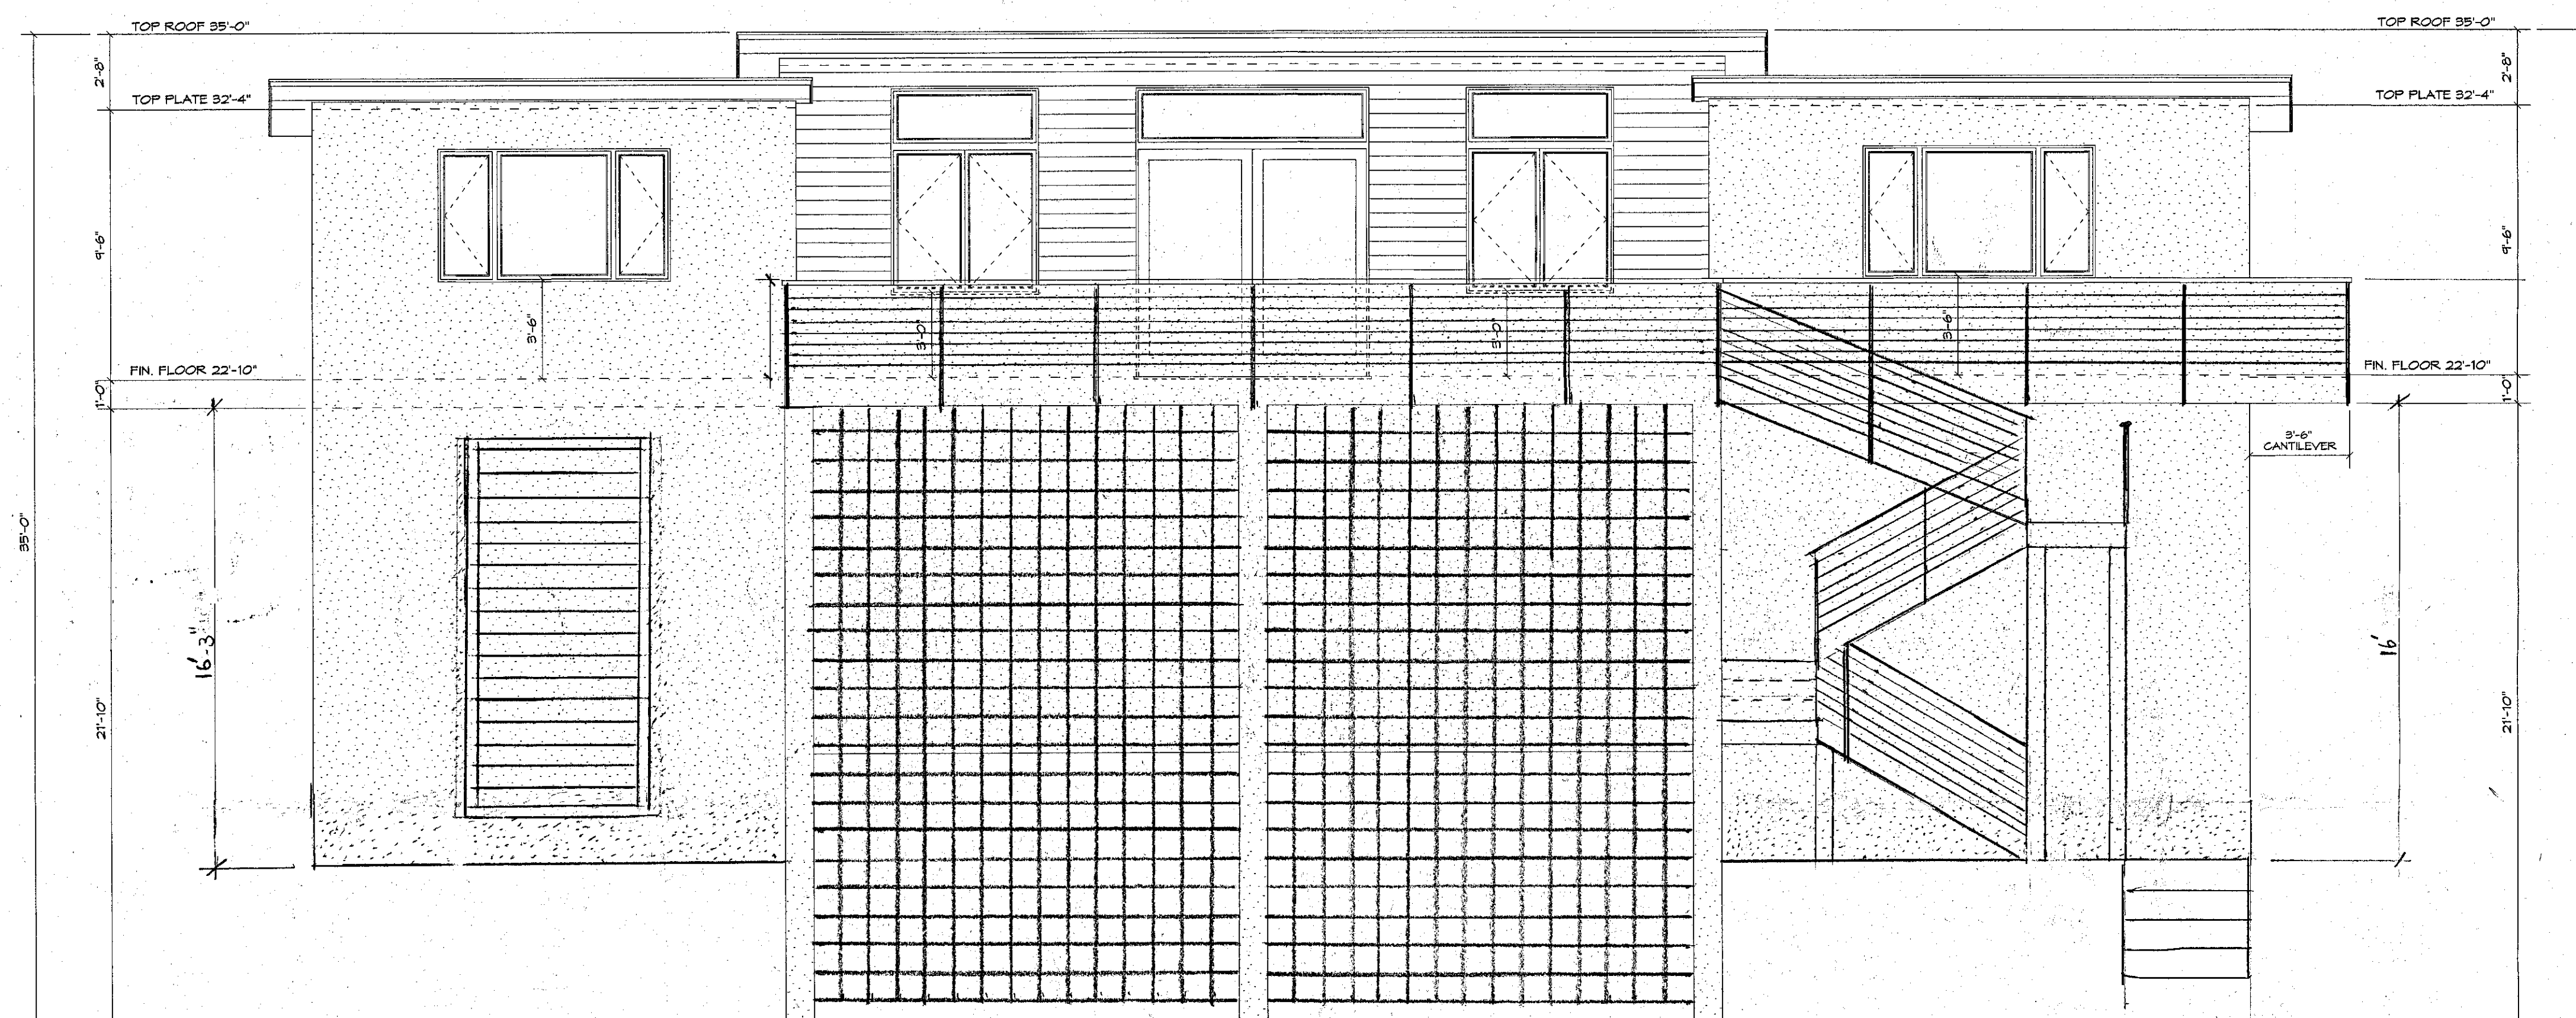 TOP ROOF 35'-0"
TOP ROOF 35'-0"
2'-8"
2'-8"
TOP PLATE 32'-4"
TOP PLATE 32'-4"
9'-6"
9'-6"
3'-6"
3'-0"
3'-0"
3'-6"
FIN. FLOOR 22'-10"
FIN. FLOOR 22'-10"
1'-0"
1'-0"
3'-6"
CANTILEVER
35'-0"
16'-3"
16'
21'-10"
21'-10"